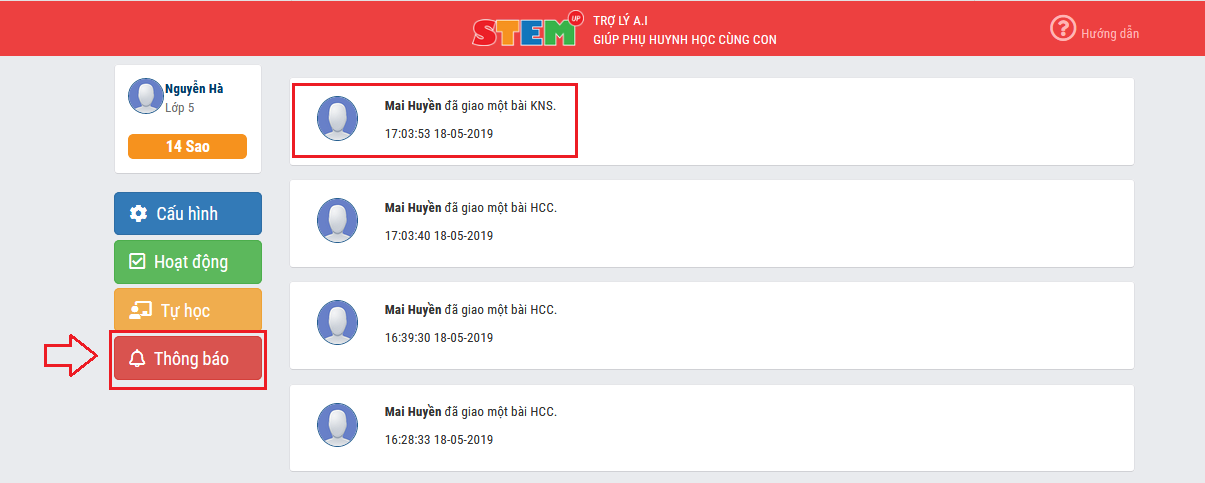 STEM UP
TRỢ LÝ A.I
GIÚP PHỤ HUYNH HỌC CÙNG CON
? Hướng dẫn
Nguyễn Hà
Lớp 5
14 Sao
Cấu hình
Hoạt động
Tự học
Thông báo
Mai Huyền đã giao một bài KNS.
17:03:53 18-05-2019
Mai Huyền đã giao một bài HCC.
17:03:40 18-05-2019
Mai Huyền đã giao một bài HCC.
16:39:30 18-05-2019
Mai Huyền đã giao một bài HCC.
16:28:33 18-05-2019